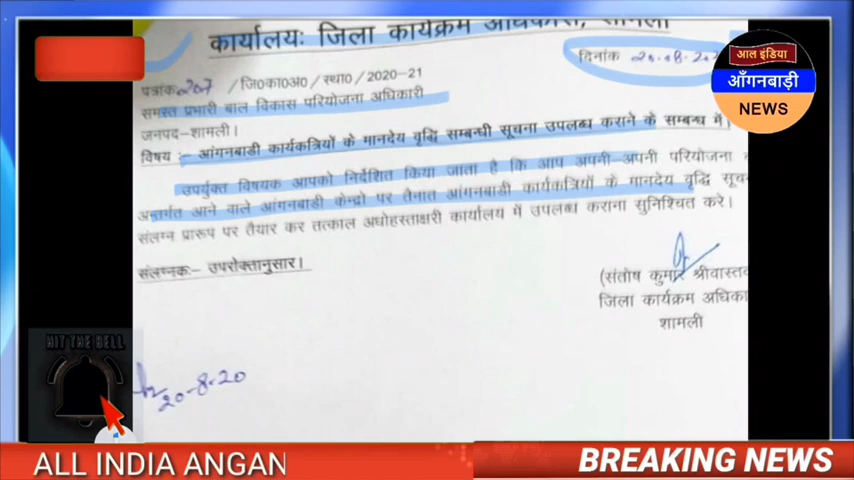 कार्यालयः जिला कार्यक्रम अधिकारी, शामली
दिनांक 20-08-20
पत्रांक 207 /जि0का0अ0/स्था0/2020-21
समस्त प्रभारी बाल विकास परियोजना अधिकारी
जनपद-शामली।
विषय :- आंगनबाडी कार्यकत्रियों के मानदेय वृद्धि सम्बन्धी सूचना उपलब्ध कराने के सम्बन्ध में।
उपर्युक्त विषयक आपको निर्देशित किया जाता है कि आप अपनी अपनी परियोजना
अन्तर्गत आने वाले आंगनबाडी केन्द्रो पर तैनात आंगनबाडी कार्यकत्रियों के मानदेय वृद्धि सूच
संलग्न प्रारूप पर तैयार कर तत्काल अधोहस्ताक्षरी कार्यालय में उपलब्ध कराना सुनिश्चित करे।
संलग्नकः- उपरोक्तानुसार।
(संतोष कुमार श्रीवास्तव
जिला कार्यक्रम अधिका
शामली
20-8-20
आल इंडिया
आँगनबाड़ी
NEWS
HIT THE BELL
ALL INDIA ANGAN
BREAKING NEWS